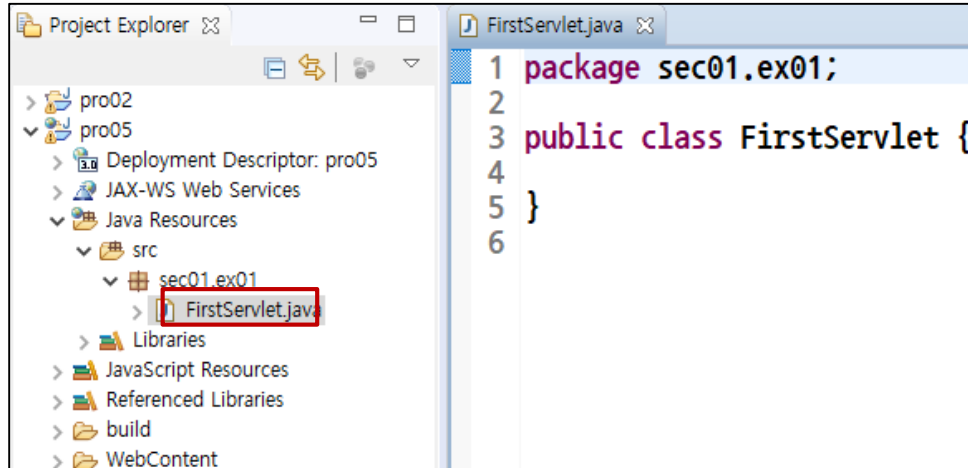 Project Explorer
pro02
pro05
Deployment Descriptor: pro05
JAX-WS Web Services
Java Resources
src
sec01.ex01
FirstServlet.java
Libraries
JavaScript Resources
Referenced Libraries
build
WebContent
FirstServlet.java
1 package sec01.ex01;
2
3 public class FirstServlet {
4
5 }
6